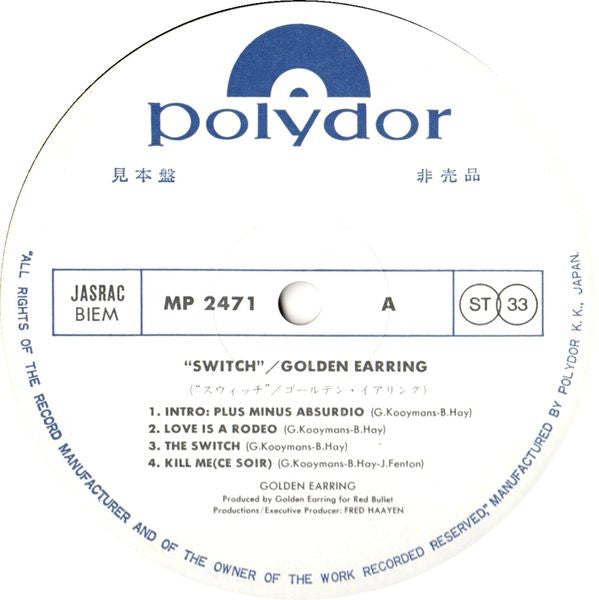 polydor
見本盤 非売品
JASRAC
BIEM
MP 2471
A
ST 33
"SWITCH"/GOLDEN EARRING
("スウィッチ"/ゴールデン・イアリング)
1. INTRO: PLUS MINUS ABSURDIO (G.Kooymans-B.Hay)
2. LOVE IS A RODEO (G.Kooymans-B.Hay)
3. THE SWITCH (G.Kooymans-B.Hay)
4. KILL ME(CE SOIR) (G.Kooymans-B.Hay-J.Fenton)
GOLDEN EARRING
Produced by Golden Earring for Red Bullet
Productions/Executive Producer: FRED HAAYEN
"ALL RIGHTS OF THE RECORD MANUFACTURER AND OF THE OWNER OF THE WORK RECORDED RESERVED," MANUFACTURED BY POLYDOR K.K., JAPAN.